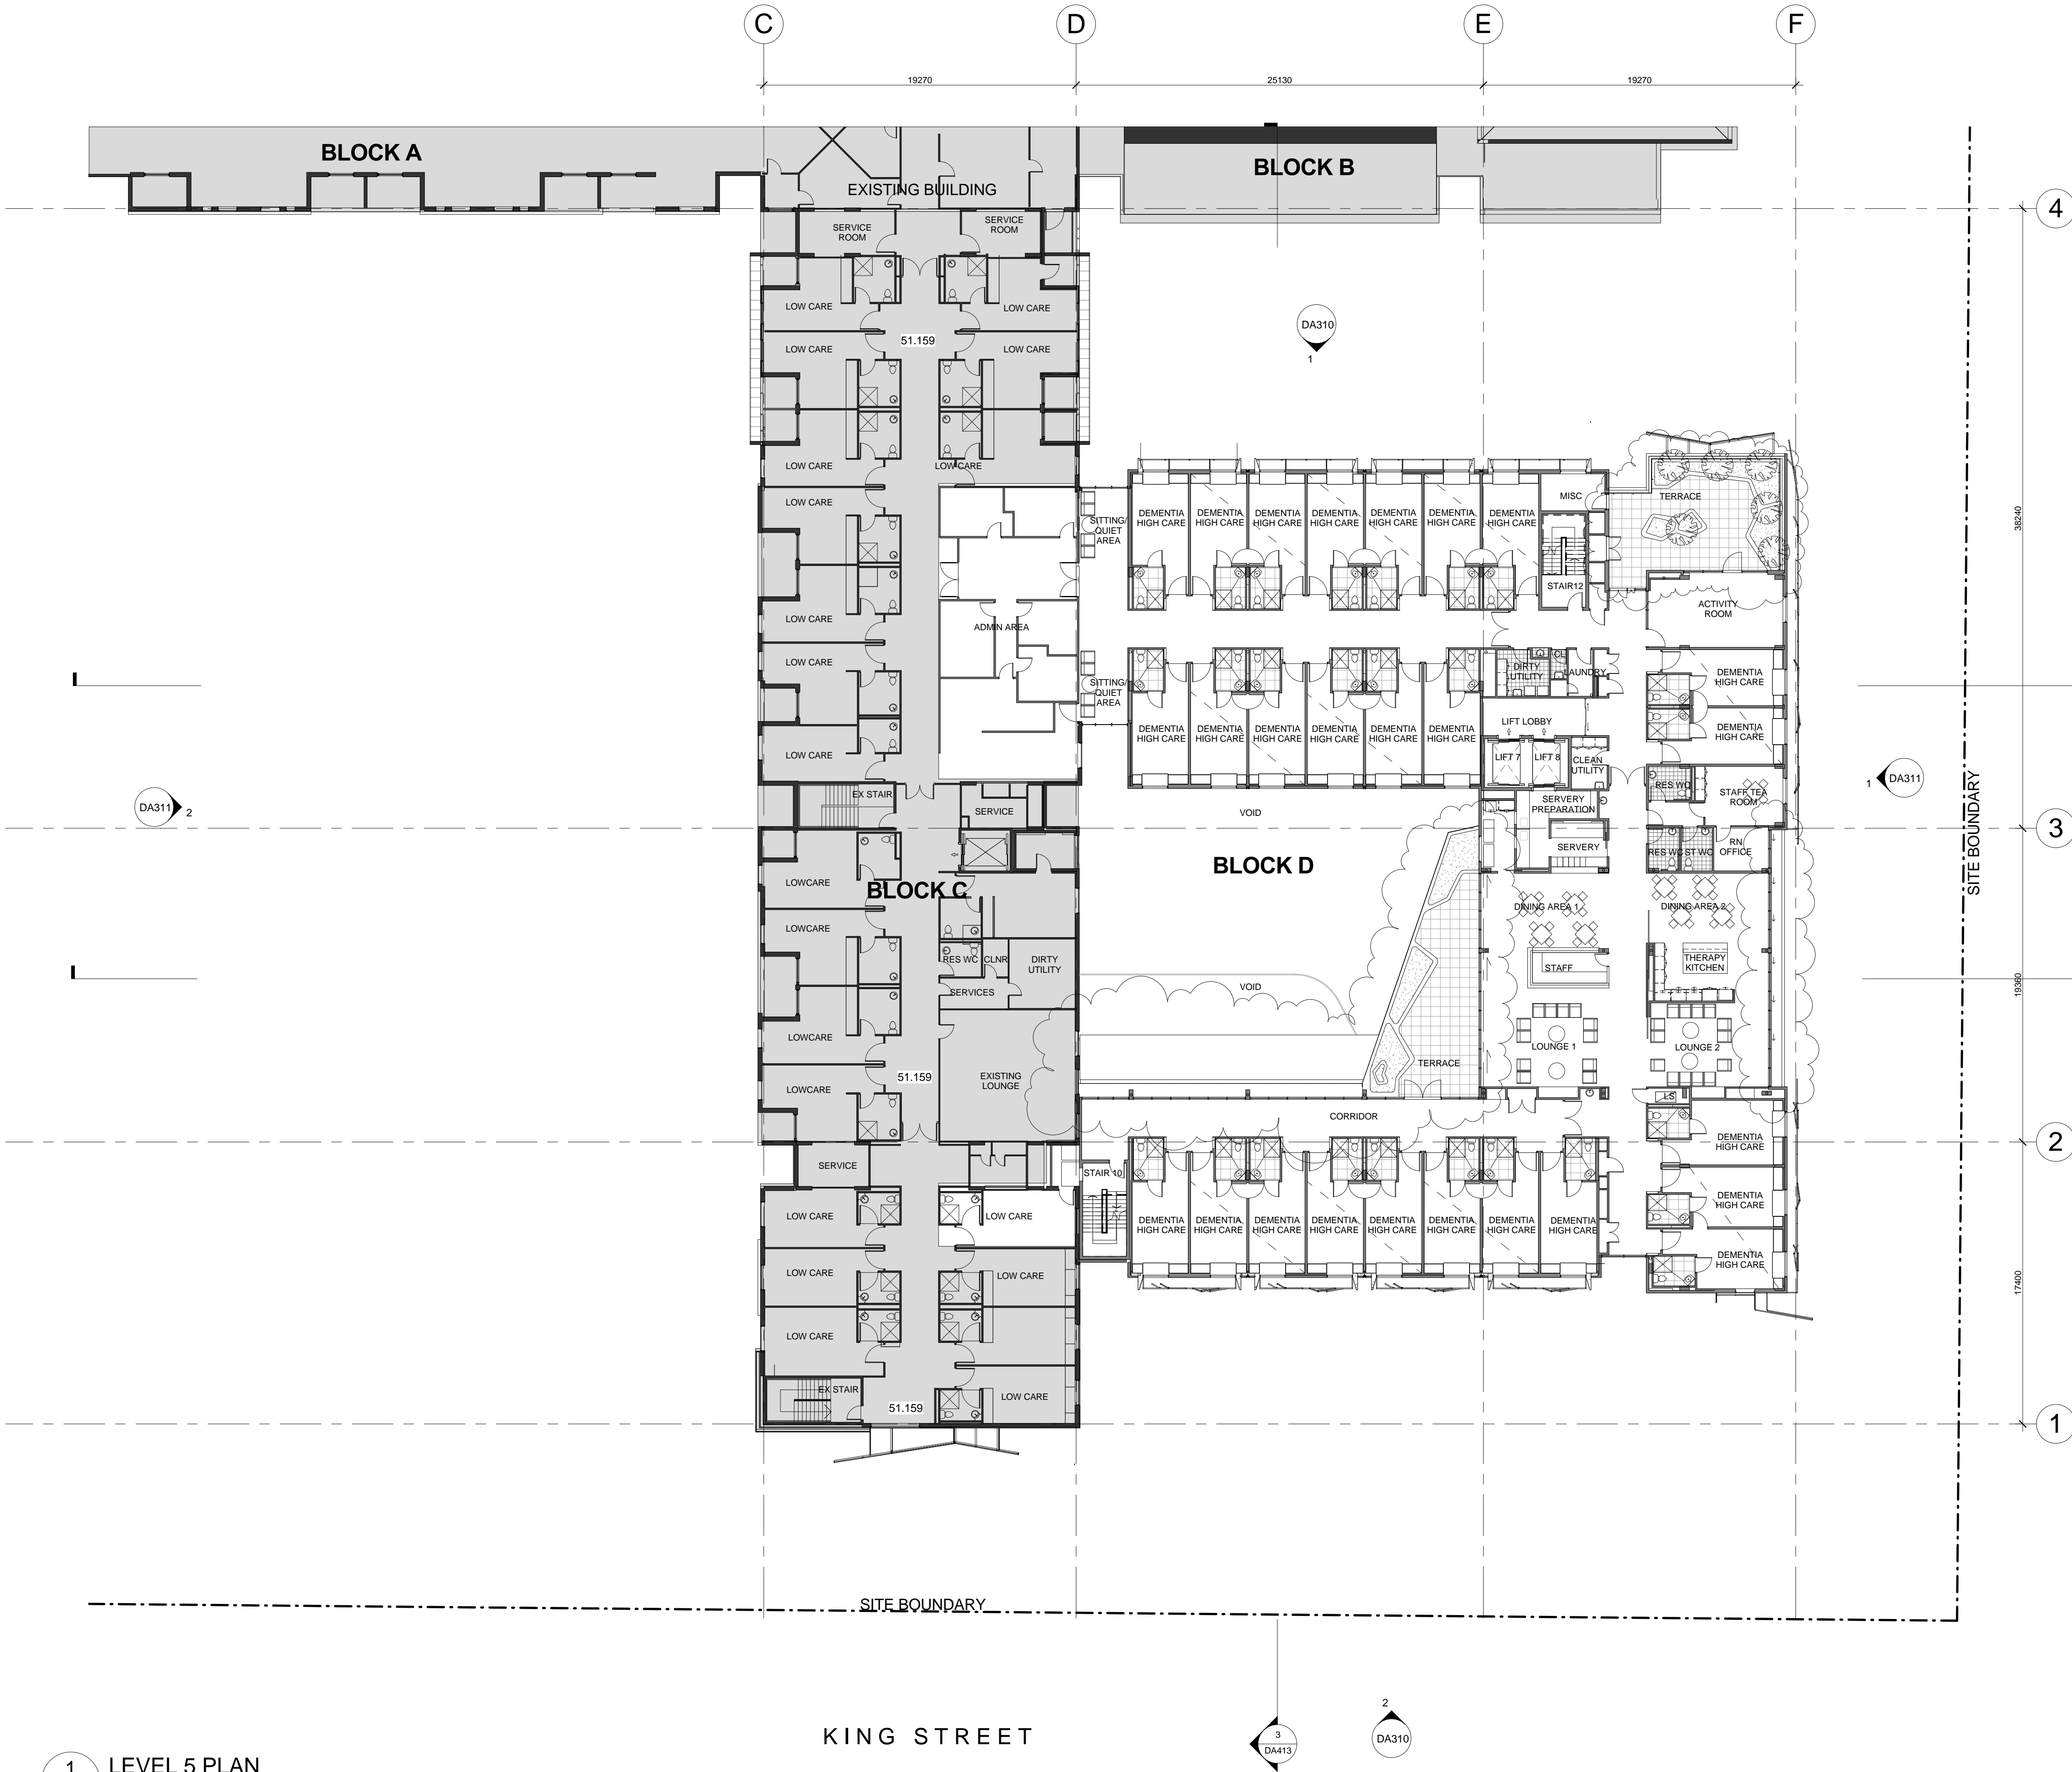 C
D
E
F
19270
25130
19270
BLOCK A
BLOCK B
EXISTING BUILDING
4
SERVICE
ROOM
SERVICE
ROOM
LOW CARE
LOW CARE
DA310
1
51.159
LOW CARE
LOW CARE
LOW CARE
LOW CARE
LOW CARE
SITTING/
QUIET
AREA
DEMENTIA
HIGH CARE
DEMENTIA
HIGH CARE
DEMENTIA
HIGH CARE
DEMENTIA
HIGH CARE
DEMENTIA
HIGH CARE
DEMENTIA
HIGH CARE
DEMENTIA
HIGH CARE
MISC
TERRACE
38240
STAIR12
LOW CARE
ADMIN AREA
ACTIVITY
ROOM
LOW CARE
SITTING/
QUIET
AREA
DIRTY
UTILITY
CL
LAUNDRY
DEMENTIA
HIGH CARE
DEMENTIA
HIGH CARE
DEMENTIA
HIGH CARE
DEMENTIA
HIGH CARE
DEMENTIA
HIGH CARE
DEMENTIA
HIGH CARE
DEMENTIA
HIGH CARE
LIFT LOBBY
DEMENTIA
HIGH CARE
LOW CARE
LIFT 7
LIFT 8
CLEAN
UTILITY
RES WC
STAFF TEA
ROOM
1
DA311
SITE BOUNDARY
DA311
2
EX STAIR
SERVICE
VOID
SERVERY
PREPARATION
3
SERVERY
RES WC
ST WC
RN
OFFICE
BLOCK D
LOWCARE
BLOCK C
DINING AREA 1
DINING AREA 2
LOWCARE
RES WC
CLNR
DIRTY
UTILITY
STAFF
THERAPY
KITCHEN
SERVICES
VOID
19360
LOWCARE
LOUNGE 1
LOUNGE 2
51.159
EXISTING
LOUNGE
TERRACE
LOWCARE
LS
CORRIDOR
2
SERVICE
STAIR 10
DEMENTIA
HIGH CARE
LOW CARE
LOW CARE
DEMENTIA
HIGH CARE
DEMENTIA
HIGH CARE
DEMENTIA
HIGH CARE
DEMENTIA
HIGH CARE
DEMENTIA
HIGH CARE
DEMENTIA
HIGH CARE
DEMENTIA
HIGH CARE
DEMENTIA
HIGH CARE
DEMENTIA
HIGH CARE
DEMENTIA
HIGH CARE
LOW CARE
LOW CARE
17400
LOW CARE
EX STAIR
LOW CARE
51.159
1
SITE BOUNDARY
KING STREET
3
DA413
2
DA310
1
LEVEL 5 PLAN